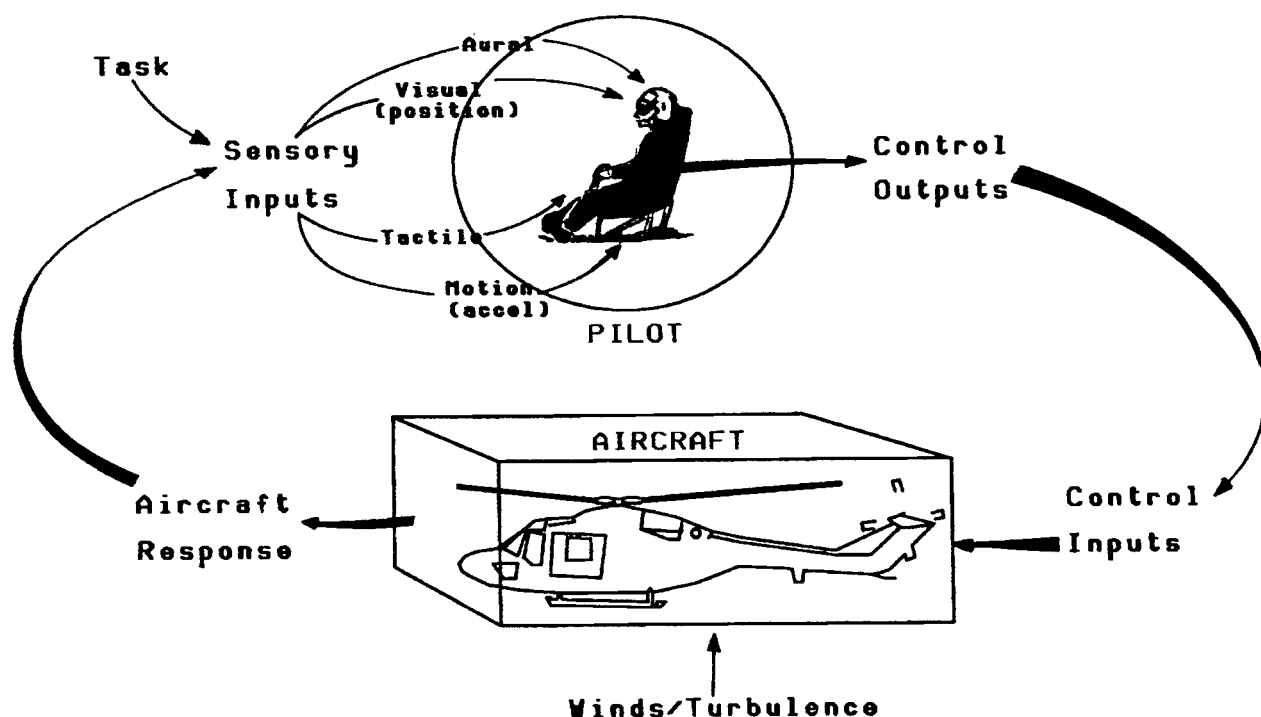 Task
Aural
Visual
(position)
Sensory
Inputs
Tactile
Motion
(accel)
PILOT
Control
Outputs
AIRCRAFT
Control
Inputs
Aircraft
Response
Winds/Turbulence